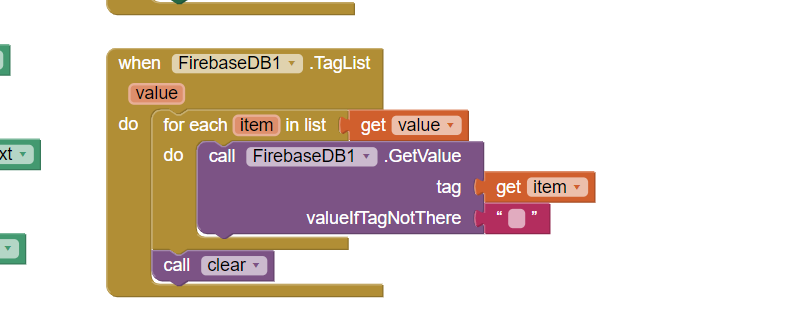 when FirebaseDB1 .TagList
value
do for each item in list get value
do call FirebaseDB1 .GetValue
xt
tag get item
valueIfTagNotThere “ ”
call clear